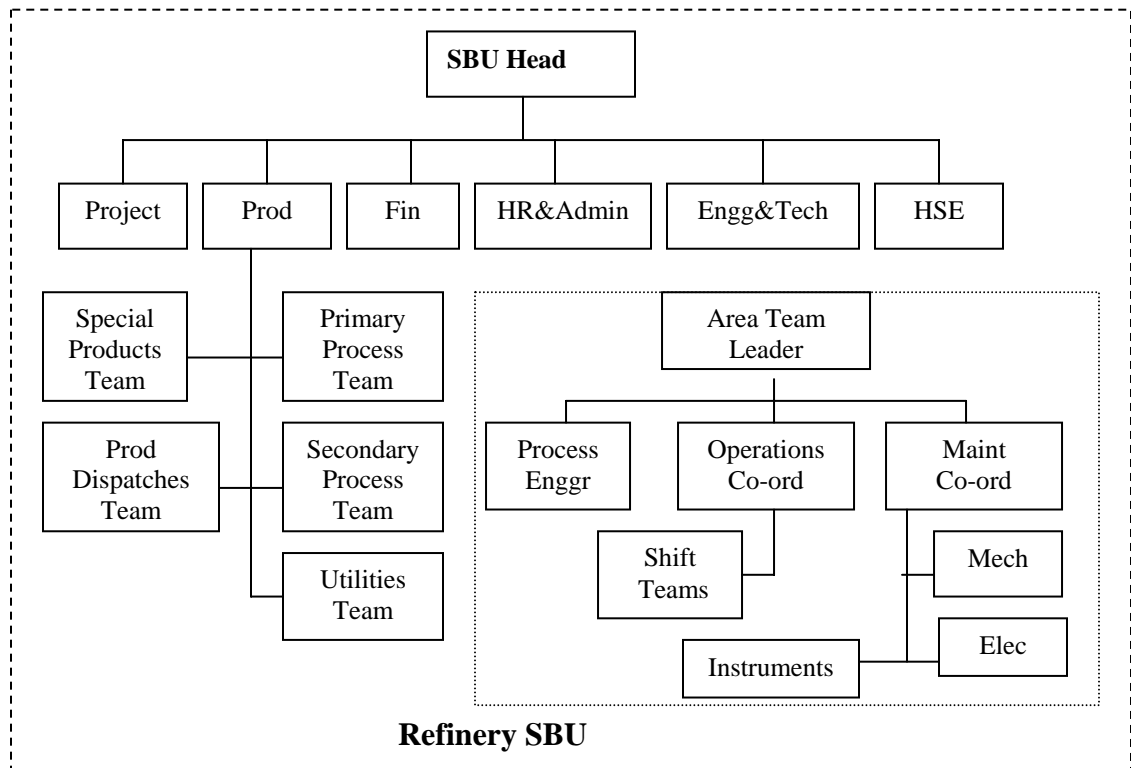 SBU Head
Project
Prod
Fin
HR&Admin
Engg&Tech
HSE
Special
Products
Team
Primary
Process
Team
Prod
Dispatches
Team
Secondary
Process
Team
Utilities
Team
Area Team
Leader
Process
Enggr
Operations
Co-ord
Maint
Co-ord
Shift
Teams
Mech
Instruments
Elec
Refinery SBU